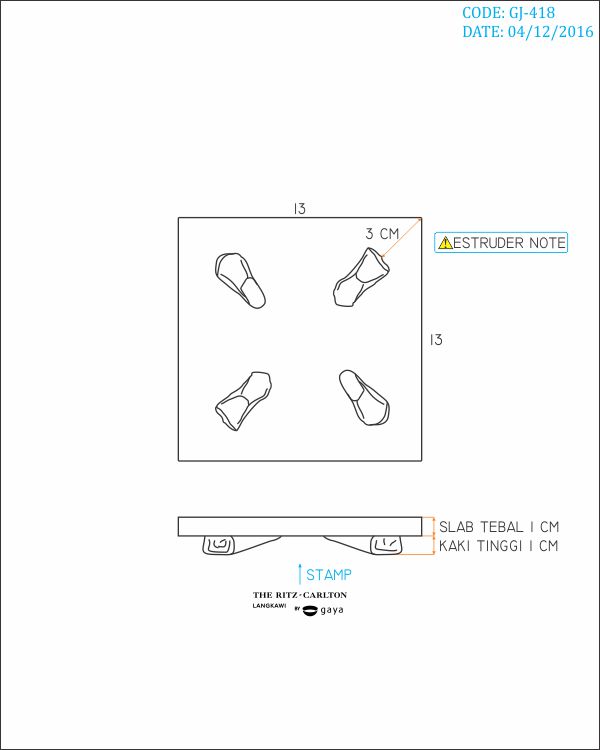 CODE: GJ-418
DATE: 04/12/2016
13
3 CM
ESTRUDER NOTE
13
SLAB TEBAL 1 CM
KAKI TINGGI 1 CM
STAMP
THE RITZ-CARLTON
LANGKAWI BY gaya